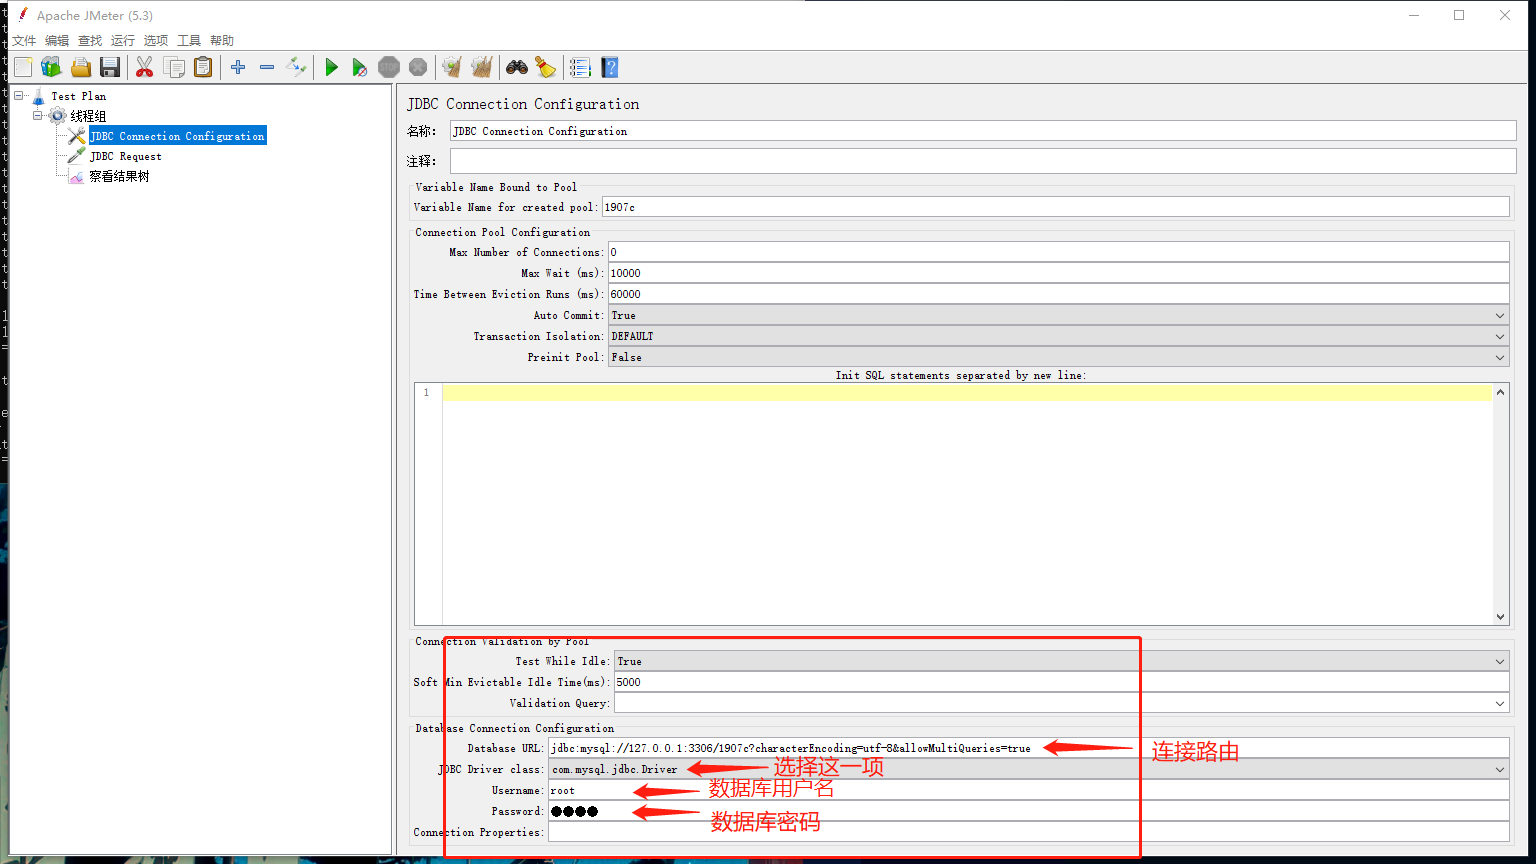 Apache JMeter (5.3)
文件 编辑 查找 运行 选项 工具 帮助
STOP
Test Plan
线程组
JDBC Connection Configuration
JDBC Request
察看结果树
JDBC Connection Configuration
名称： JDBC Connection Configuration
注释：
Variable Name Bound to Pool
Variable Name for created pool: 1907c
Connection Pool Configuration
Max Number of Connections: 0
Max Wait (ms): 10000
Time Between Eviction Runs (ms): 60000
Auto Commit: True
Transaction Isolation: DEFAULT
Preinit Pool: False
Init SQL statements separated by new line:
1
Connection Validation by Pool
Test While Idle: True
Soft Min Evictable Idle Time(ms): 5000
Validation Query:
Database Connection Configuration
Database URL: jdbc:mysql://127.0.0.1:3306/1907c?characterEncoding=utf-8&allowMultiQueries=true 连接路由
JDBC Driver class: com.mysql.jdbc.Driver 选择这一项
Username: root 数据库用户名
Password: ●●●● 数据库密码
Connection Properties: